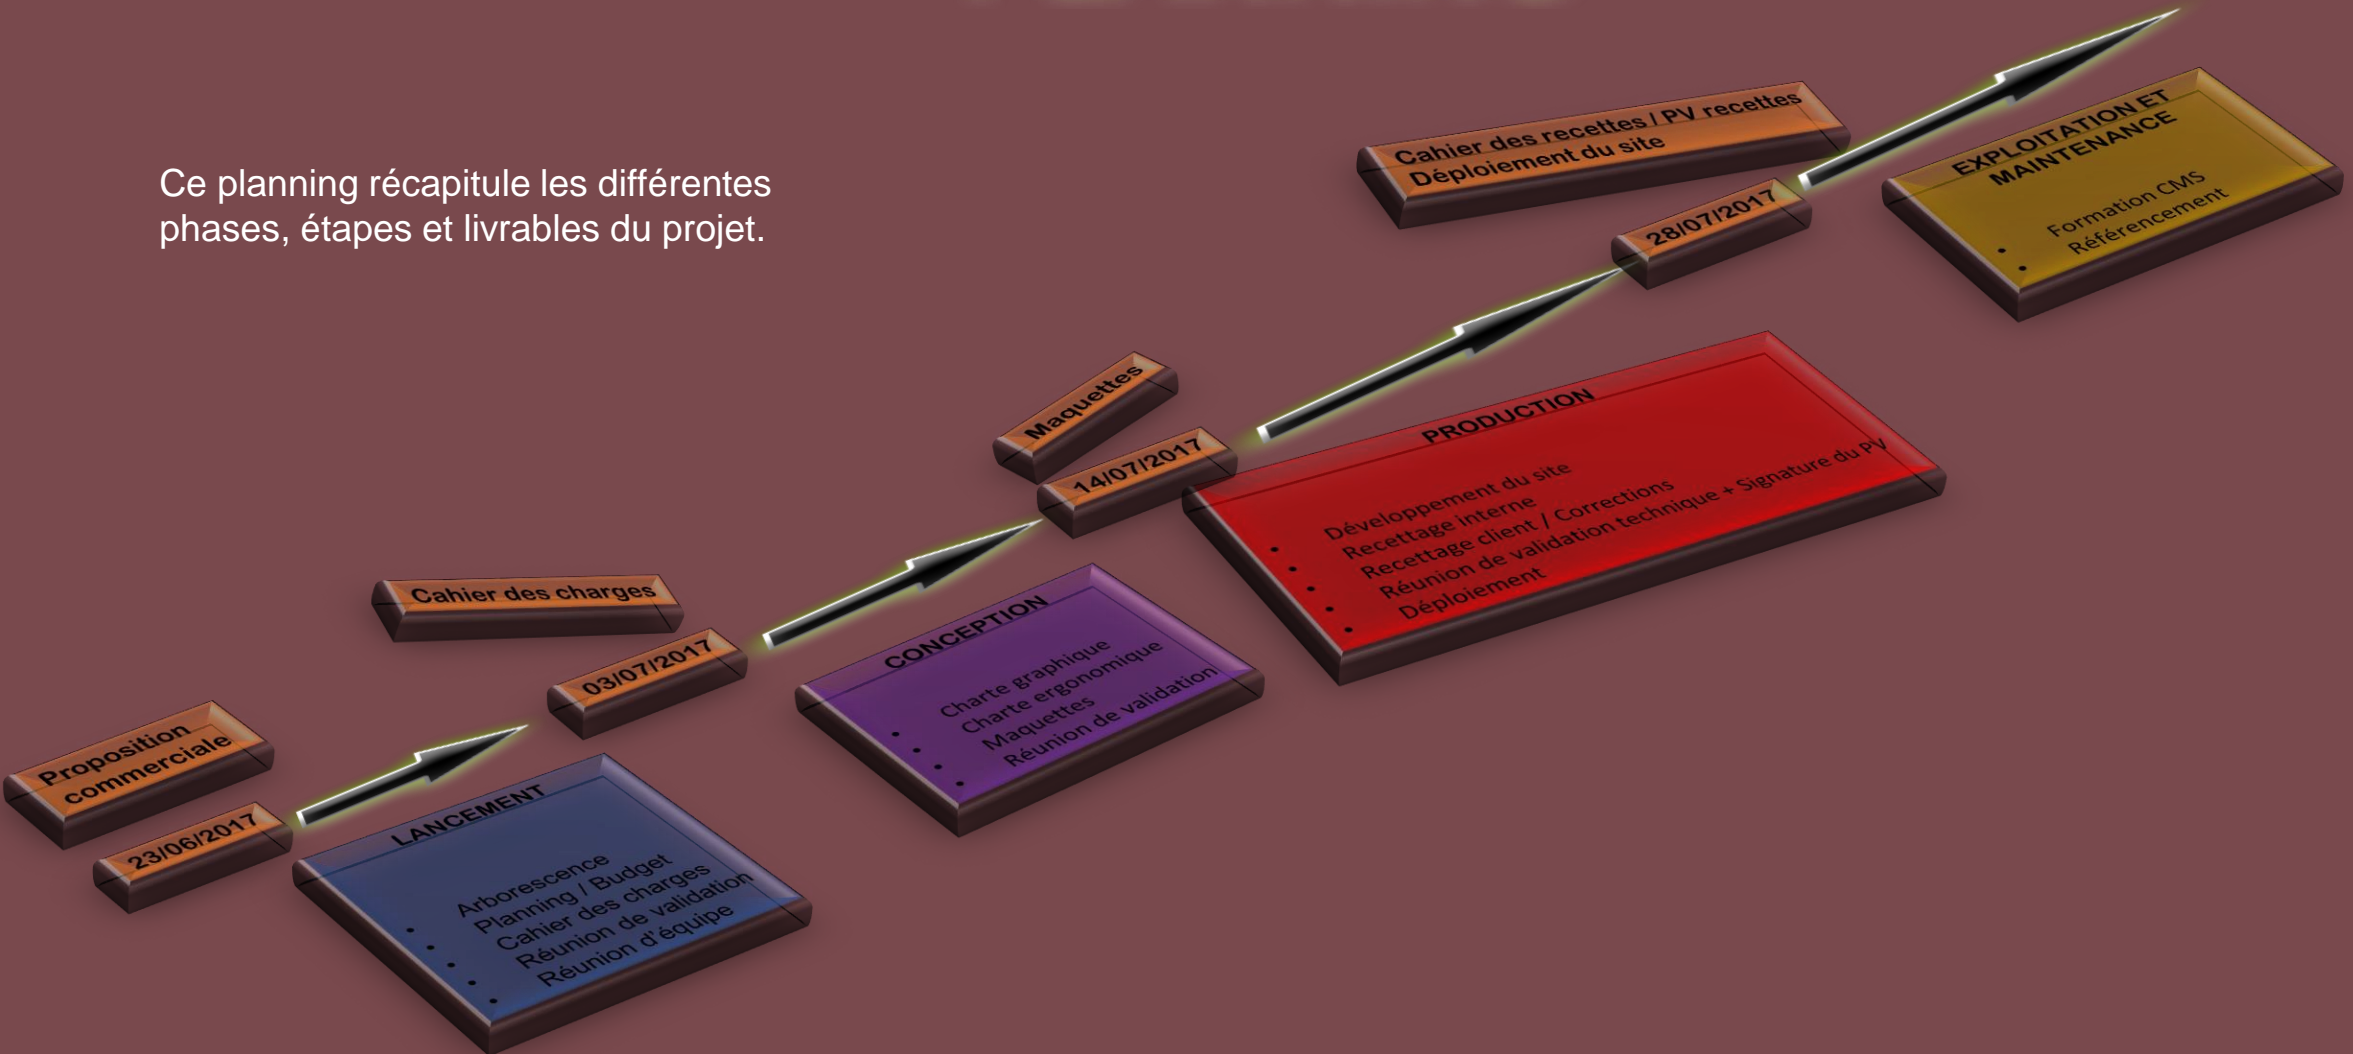 Ce planning récapitule les différentes
phases, étapes et livrables du projet.
Proposition
commerciale
23/06/2017
LANCEMENT
• Arborescence
• Planning / Budget
• Cahier des charges
• Réunion de validation
• Réunion d'équipe
Cahier des charges
03/07/2017
CONCEPTION
• Charte graphique
• Charte ergonomique
• Maquettes
• Réunion de validation
Maquettes
14/07/2017
PRODUCTION
• Développement du site
• Recettage interne
• Recettage client / Corrections
• Réunion de validation technique + Signature du PV
• Déploiement
Cahier des recettes / PV recettes
Déploiement du site
28/07/2017
EXPLOITATION ET
MAINTENANCE
• Formation CMS
• Référencement